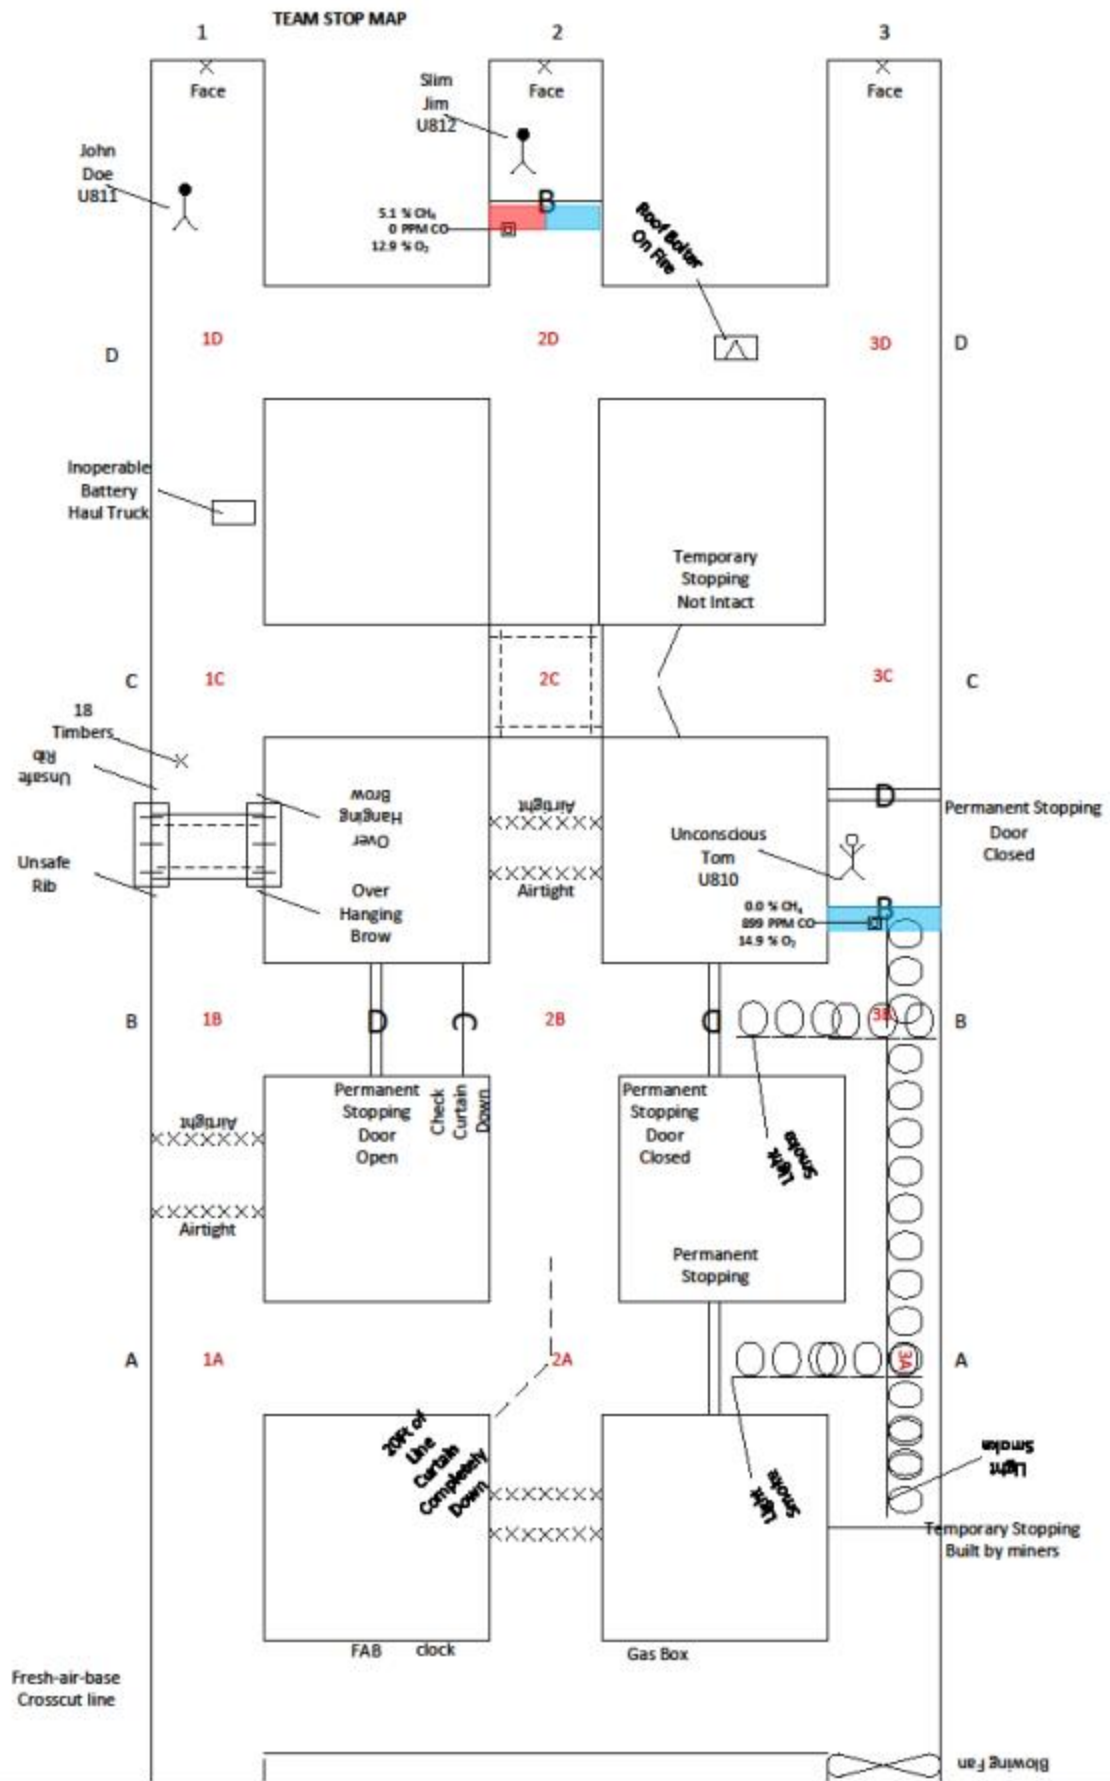 TEAM STOP MAP
1
2
3
Face
Face
Face
Slim
Jim
U812
John
Doe
U811
B
5.1 % CH₄
0 PPM CO
12.9 % O₂
Roof Bolter
On Fire
D
1D
2D
3D
D
Inoperable
Battery
Haul Truck
Temporary
Stopping
Not Intact
C
1C
2C
3C
C
18
Timbers
Unsafe
Rib
Over
Hanging
Brow
Airtight
D
Permanent Stopping
Door
Closed
Unconscious
Tom
U810
Unsafe
Rib
Over
Hanging
Brow
Airtight
B
0.0 % CH₄
899 PPM CO
14.9 % O₂
B
1B
D
C
2B
D
3B
B
Permanent
Stopping
Door
Open
Check
Curtain
Down
Permanent
Stopping
Door
Closed
Light
Smoke
Airtight
Airtight
Permanent
Stopping
A
1A
2A
3A
A
20Ft of
Line
Curtain
Completely
Down
Light
Smoke
Light
Smoke
Temporary Stopping
Built by miners
FAB
clock
Gas Box
Fresh-air-base
Crosscut line
Blowing Fan